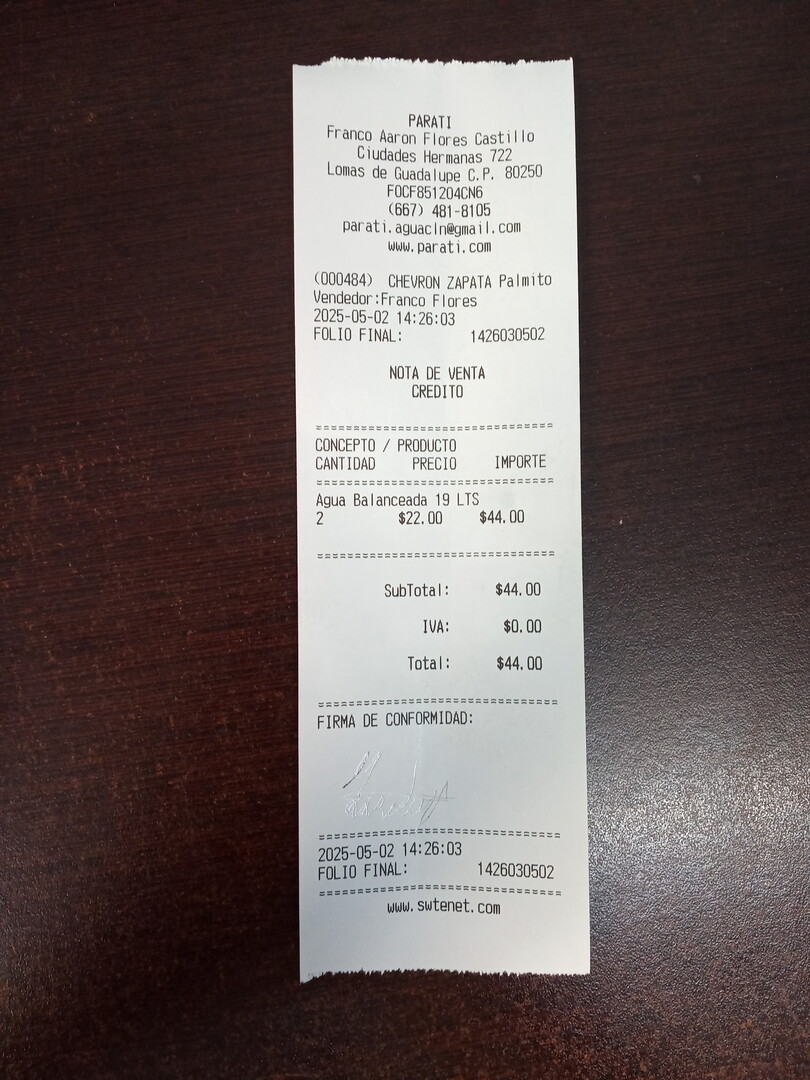 PARATI
Franco Aaron Flores Castillo
Ciudades Hermanas 722
Lomas de Guadalupe C.P. 80250
FOCF851204CN6
(667) 481-8105
parati.aguacln@gmail.com
www.parati.com
(000484) CHEVRON ZAPATA Palmito
Vendedor:Franco Flores
2025-05-02 14:26:03
FOLIO FINAL: 1426030502
NOTA DE VENTA
CREDITO
CONCEPTO / PRODUCTO
CANTIDAD PRECIO IMPORTE
Agua Balanceada 19 LTS
2 $22.00 $44.00
SubTotal: $44.00
IVA: $0.00
Total: $44.00
FIRMA DE CONFORMIDAD:
2025-05-02 14:26:03
FOLIO FINAL: 1426030502
www.swtenet.com